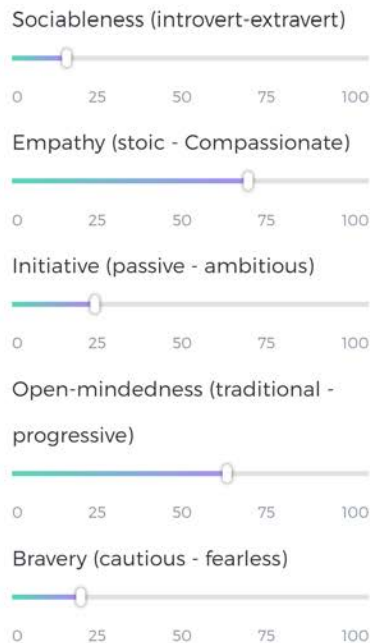 Sociableness (introvert-extravert)
0 25 50 75 100
Empathy (stoic - Compassionate)
0 25 50 75 100
Initiative (passive - ambitious)
0 25 50 75 100
Open-mindedness (traditional -
progressive)
0 25 50 75 100
Bravery (cautious - fearless)
0 25 50 75 100